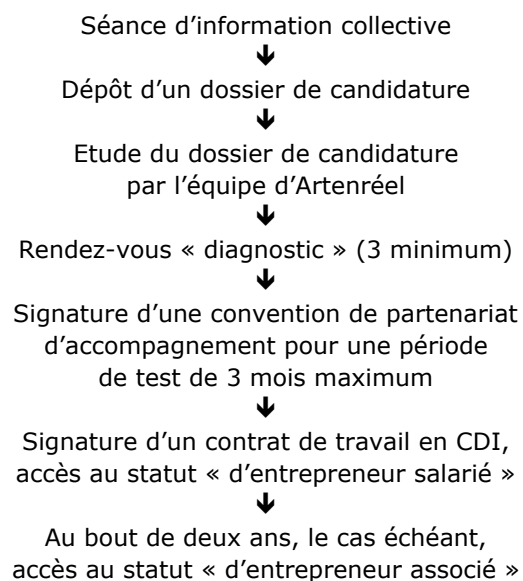 Séance d’information collective
🡻
Dépôt d’un dossier de candidature
🡻
Etude du dossier de candidature
par l’équipe d’Artenréel
🡻
Rendez-vous « diagnostic » (3 minimum)
🡻
Signature d’une convention de partenariat
d’accompagnement pour une période
de test de 3 mois maximum
🡻
Signature d’un contrat de travail en CDI,
accès au statut « d’entrepreneur salarié »
🡻
Au bout de deux ans, le cas échéant,
accès au statut « d’entrepreneur associé »